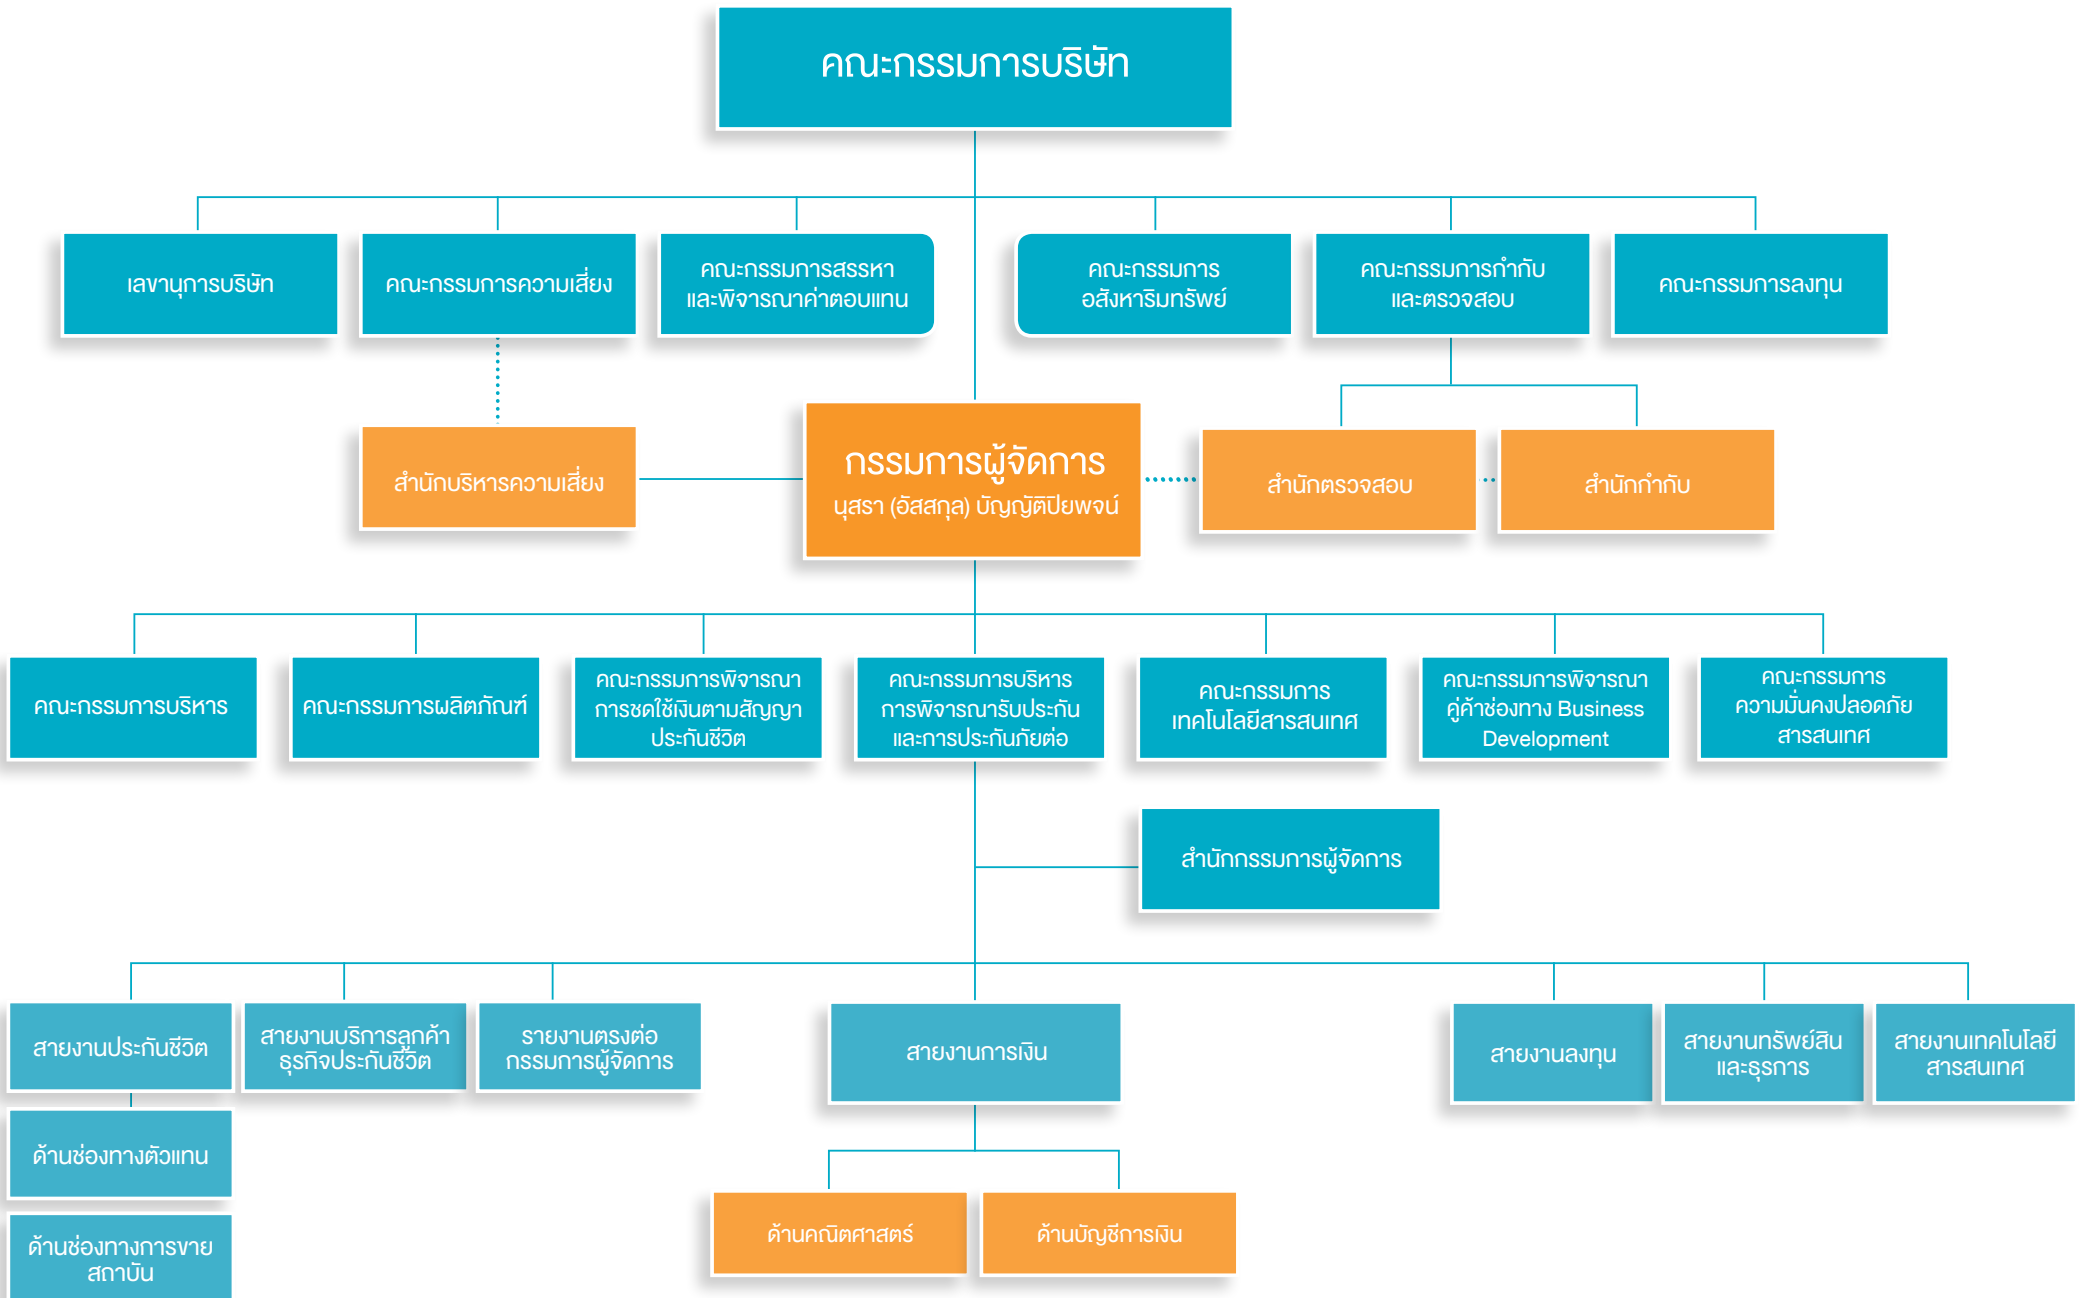 คณะกรรมการบริษัท
เลขานุการบริษัท
คณะกรรมการความเสี่ยง
คณะกรรมการสรรหา
และพิจารณาค่าตอบแทน
คณะกรรมการ
อสังหาริมทรัพย์
คณะกรรมการกำกับ
และตรวจสอบ
คณะกรรมการลงทุน
สำนักบริหารความเสี่ยง
กรรมการผู้จัดการ
นุสรา (อัสสกุล) บัญญัติปิยพจน์
สำนักตรวจสอบ
สำนักกำกับ
คณะกรรมการบริหาร
คณะกรรมการผลิตภัณฑ์
คณะกรรมการพิจารณา
การชดใช้เงินตามสัญญา
ประกันชีวิต
คณะกรรมการบริหาร
การพิจารณารับประกัน
และการประกันภัยต่อ
คณะกรรมการ
เทคโนโลยีสารสนเทศ
คณะกรรมการพิจารณา
คู่ค้าช่องทาง Business
Development
คณะกรรมการ
ความมั่นคงปลอดภัย
สารสนเทศ
สำนักกรรมการผู้จัดการ
สายงานประกันชีวิต
สายงานบริการลูกค้า
ธุรกิจประกันชีวิต
รายงานตรงต่อ
กรรมการผู้จัดการ
สายงานการเงิน
สายงานลงทุน
สายงานทรัพย์สิน
และธุรการ
สายงานเทคโนโลยี
สารสนเทศ
ด้านช่องทางตัวแทน
ด้านช่องทางการขาย
สถาบัน
ด้านคณิตศาสตร์
ด้านบัญชีการเงิน